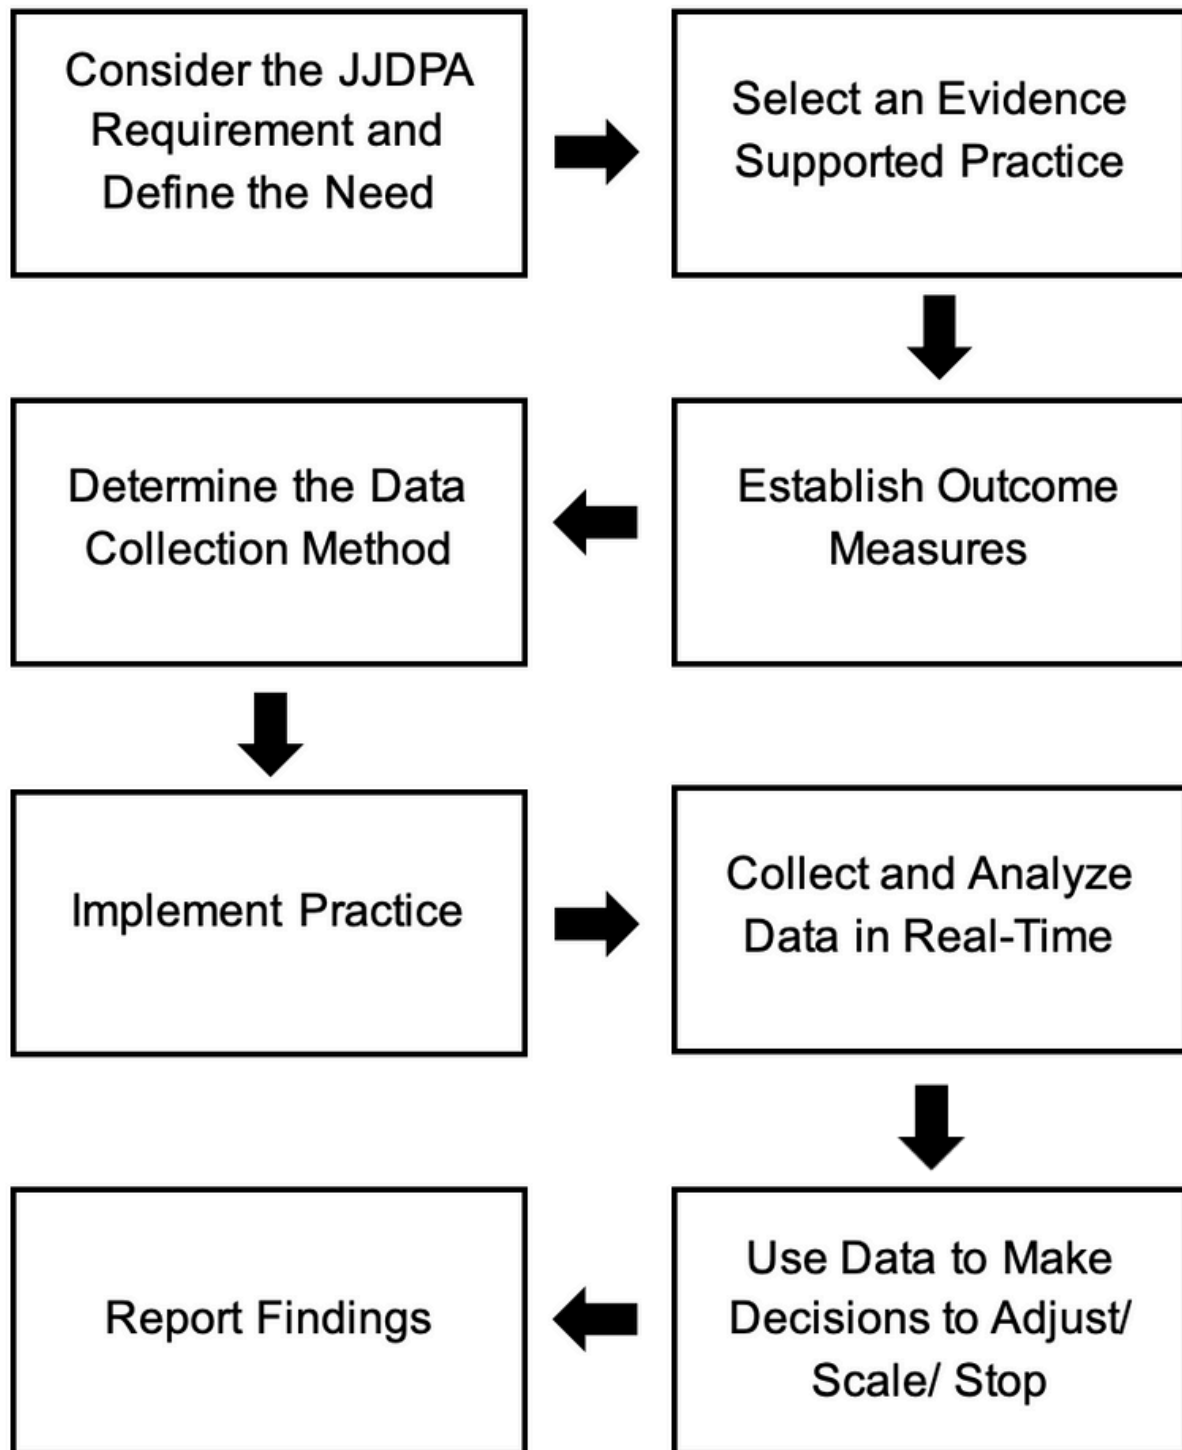 Consider the JJDPA
Requirement and
Define the Need
Select an Evidence
Supported Practice
Establish Outcome
Measures
Determine the Data
Collection Method
Implement Practice
Collect and Analyze
Data in Real-Time
Use Data to Make
Decisions to Adjust/
Scale/ Stop
Report Findings